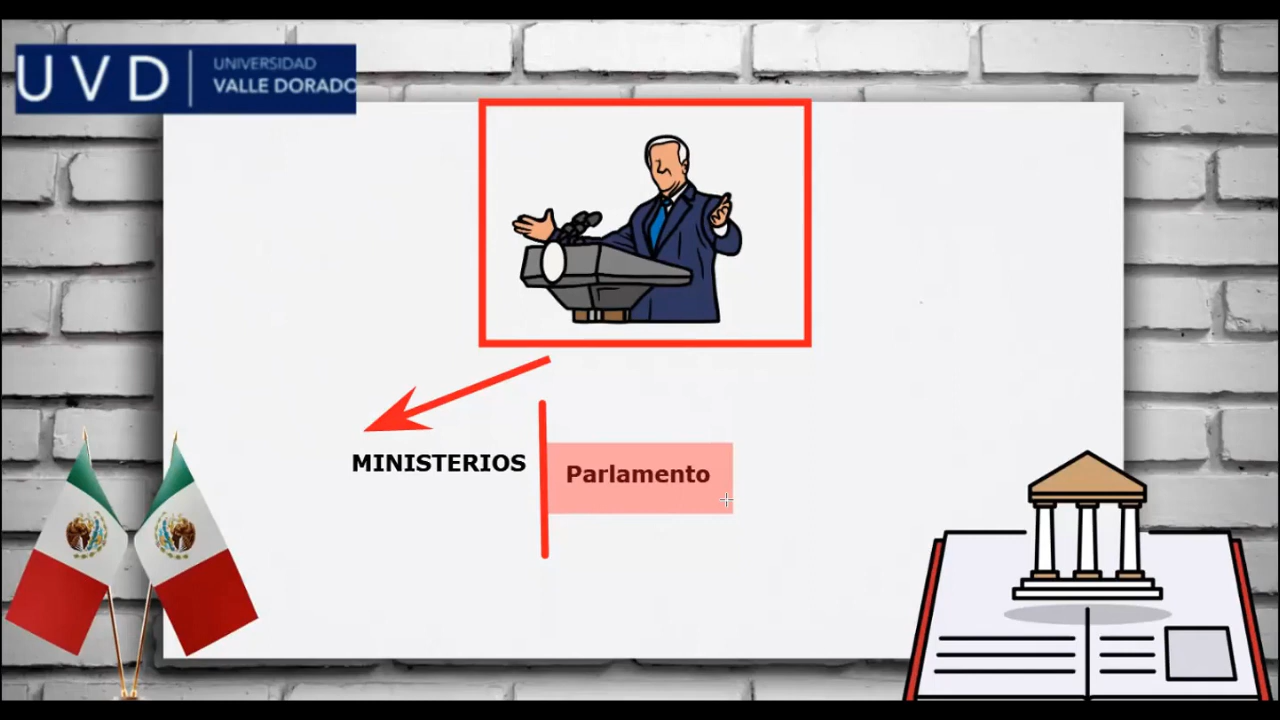 UVD
UNIVERSIDAD
VALLE DORADO
MINISTERIOS
Parlamento